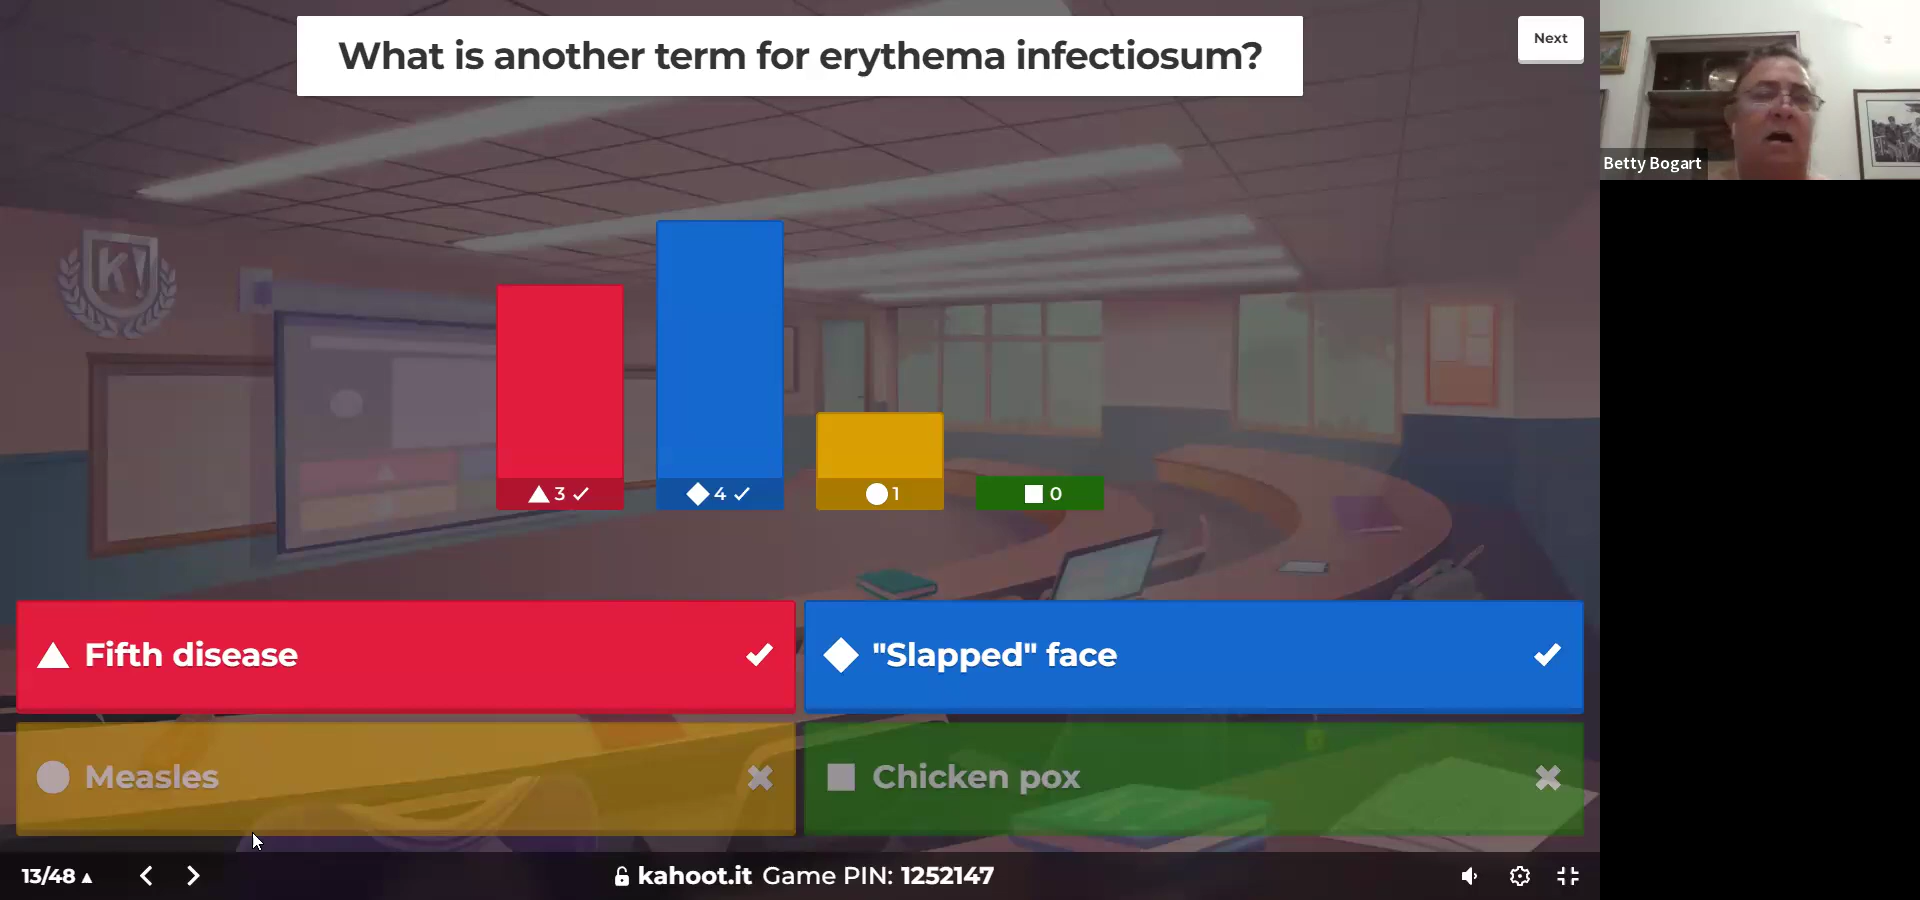 What is another term for erythema infectiosum?
Next
Betty Bogart
K!
3
4
1
0
Fifth disease
"Slapped" face
Measles
Chicken pox
13/48
kahoot.it Game PIN: 1252147